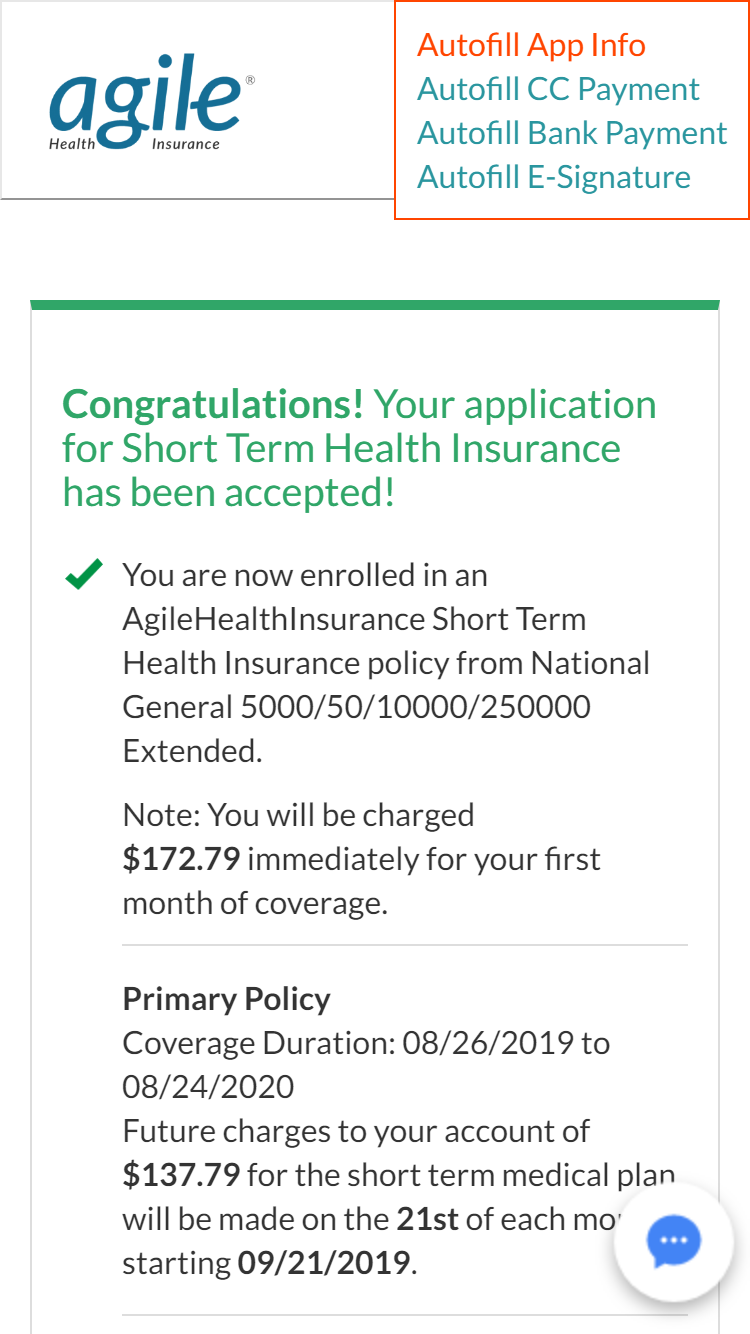 agile®
Health Insurance
Autofill App Info
Autofill CC Payment
Autofill Bank Payment
Autofill E-Signature
Congratulations! Your application
for Short Term Health Insurance
has been accepted!
You are now enrolled in an
AgileHealthInsurance Short Term
Health Insurance policy from National
General 5000/50/10000/250000
Extended.
Note: You will be charged
$172.79 immediately for your first
month of coverage.
Primary Policy
Coverage Duration: 08/26/2019 to
08/24/2020
Future charges to your account of
$137.79 for the short term medical plan
will be made on the 21st of each
starting 09/21/2019.